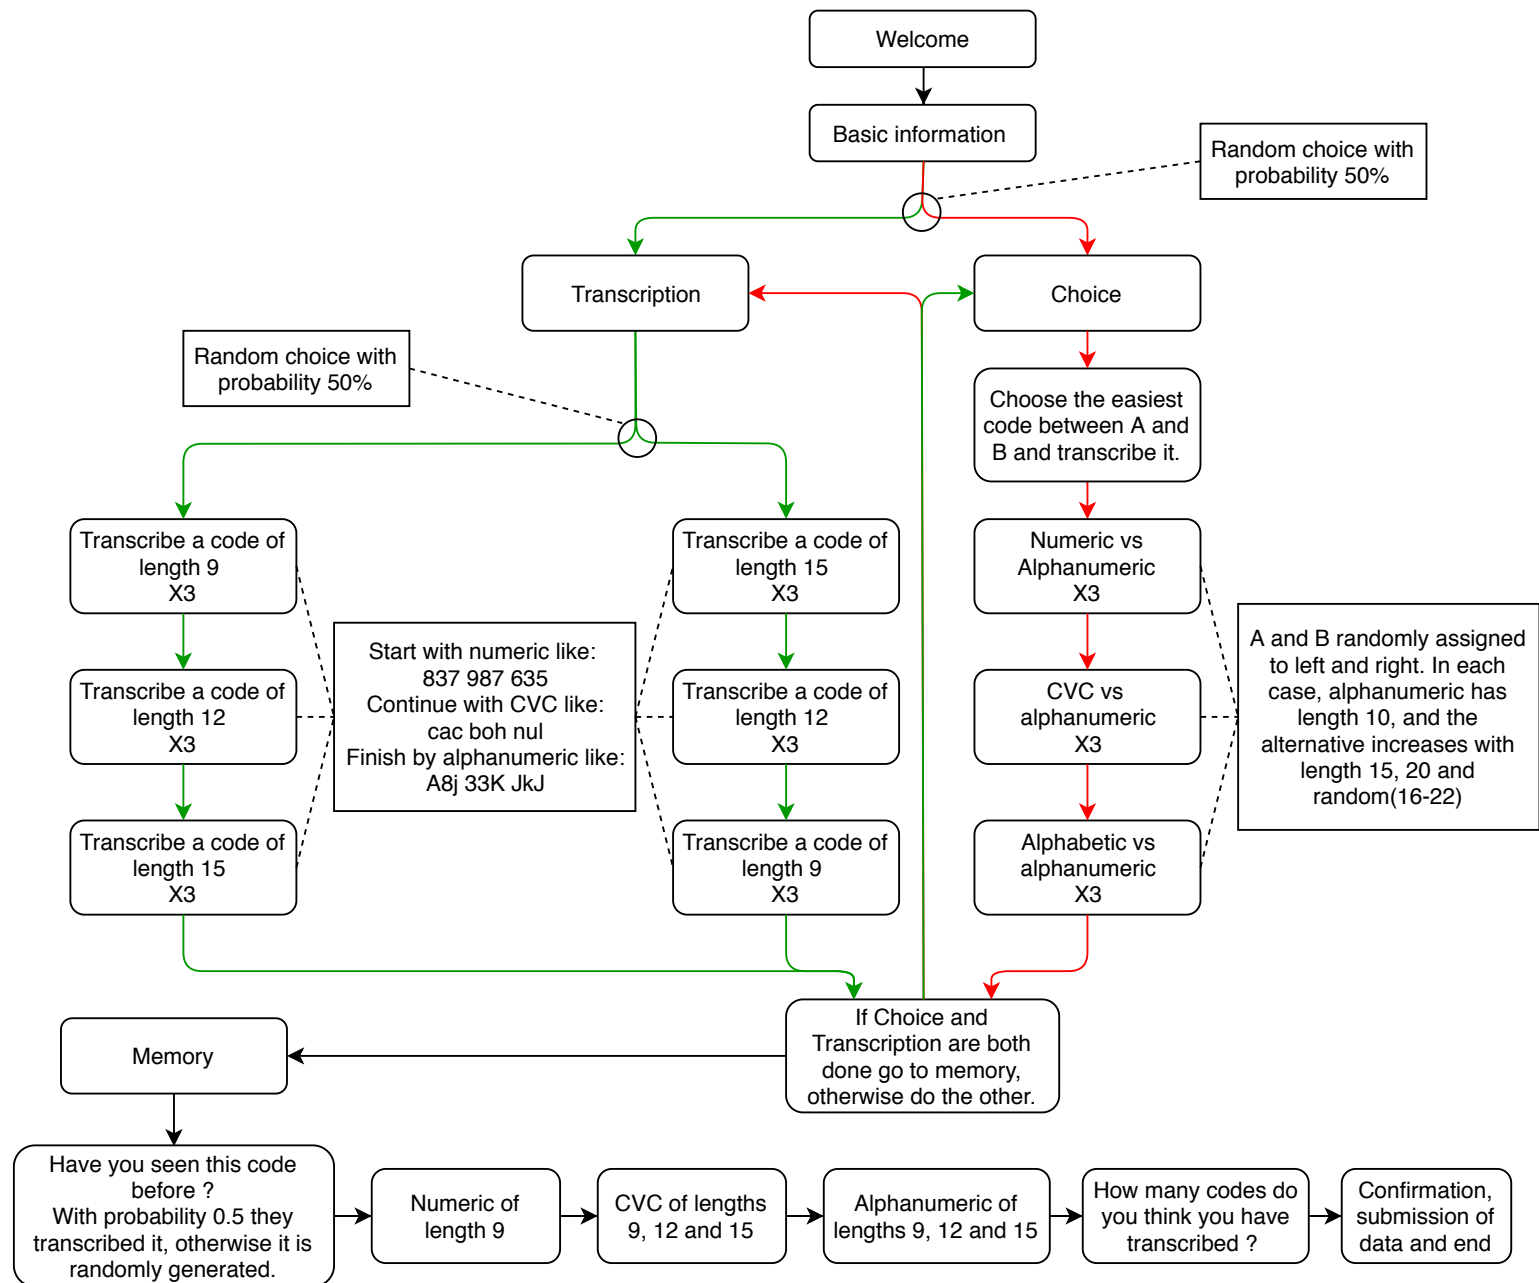 Welcome
Basic information
Random choice with
probability 50%
Transcription
Choice
Random choice with
probability 50%
Choose the easiest
code between A and
B and transcribe it.
Transcribe a code of
length 9
X3
Transcribe a code of
length 15
X3
Numeric vs
Alphanumeric
X3
Start with numeric like:
837 987 635
Continue with CVC like:
cac boh nul
Finish by alphanumeric like:
A8j 33K JkJ
A and B randomly assigned
to left and right. In each
case, alphanumeric has
length 10, and the
alternative increases with
length 15, 20 and
random(16-22)
Transcribe a code of
length 12
X3
Transcribe a code of
length 12
X3
CVC vs
alphanumeric
X3
Transcribe a code of
length 15
X3
Transcribe a code of
length 9
X3
Alphabetic vs
alphanumeric
X3
If Choice and
Transcription are both
done go to memory,
otherwise do the other.
Memory
Have you seen this code
before ?
With probability 0.5 they
transcribed it, otherwise it is
randomly generated.
Numeric of
length 9
CVC of lengths
9, 12 and 15
Alphanumeric of
lengths 9, 12 and 15
How many codes do
you think you have
transcribed ?
Confirmation,
submission of
data and end